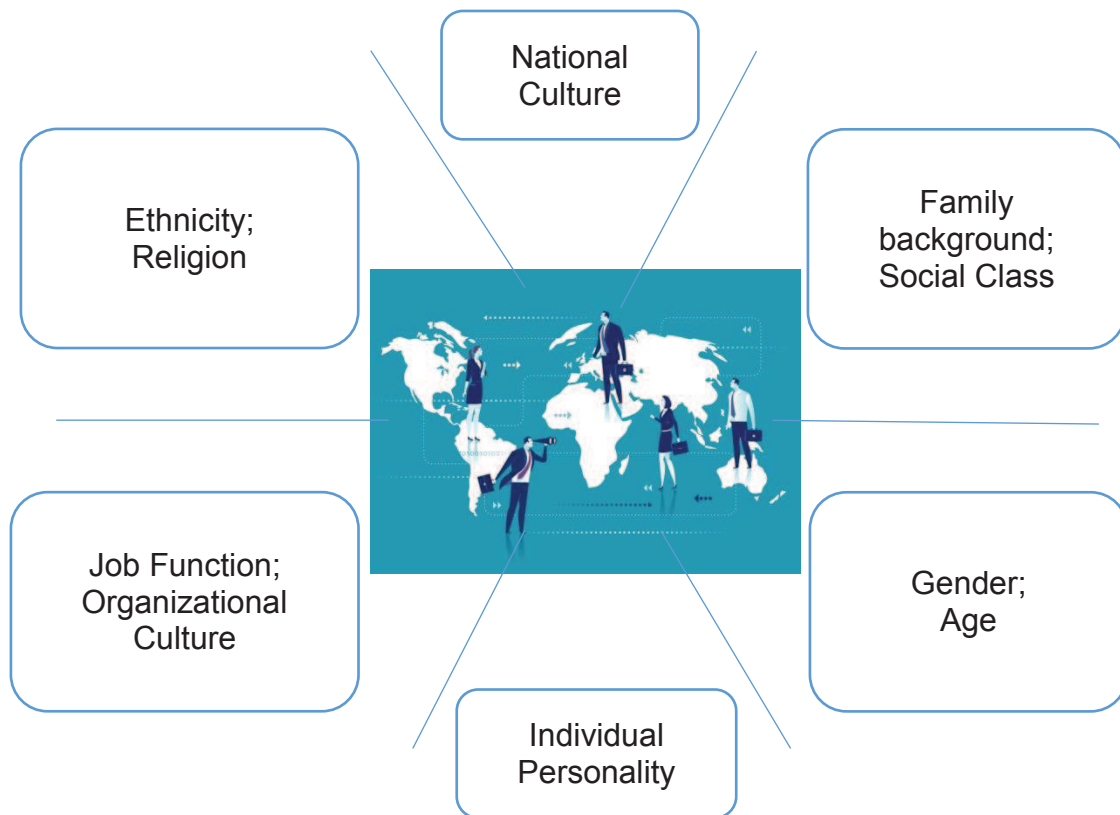 National
Culture
Ethnicity;
Religion
Family
background;
Social Class
Job Function;
Organizational
Culture
Gender;
Age
Individual
Personality